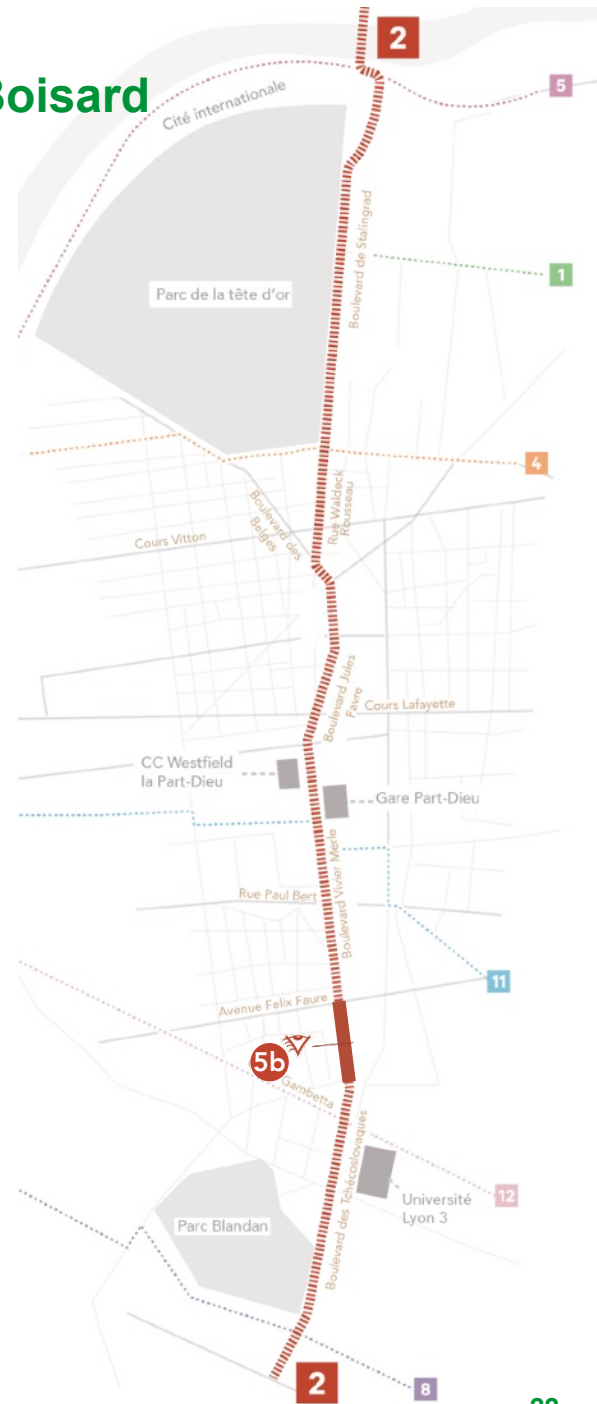 2
5
Boisard
Cité internationale
Boulevard de Stalingrad
1
Parc de la tête d'or
4
Rue Waldeck
Rousseau
Boulevard des
Belges
Cours Vitton
Boulevard Jules
Favre
Cours Lafayette
CC Westfield
la Part-Dieu
Gare Part-Dieu
Boulevard Vivier Merle
Rue Paul Bert
11
Avenue Felix Faure
5b
Gambetta
Boulevard des Tchécoslovaques
12
Université
Lyon 3
Parc Blandan
2
8